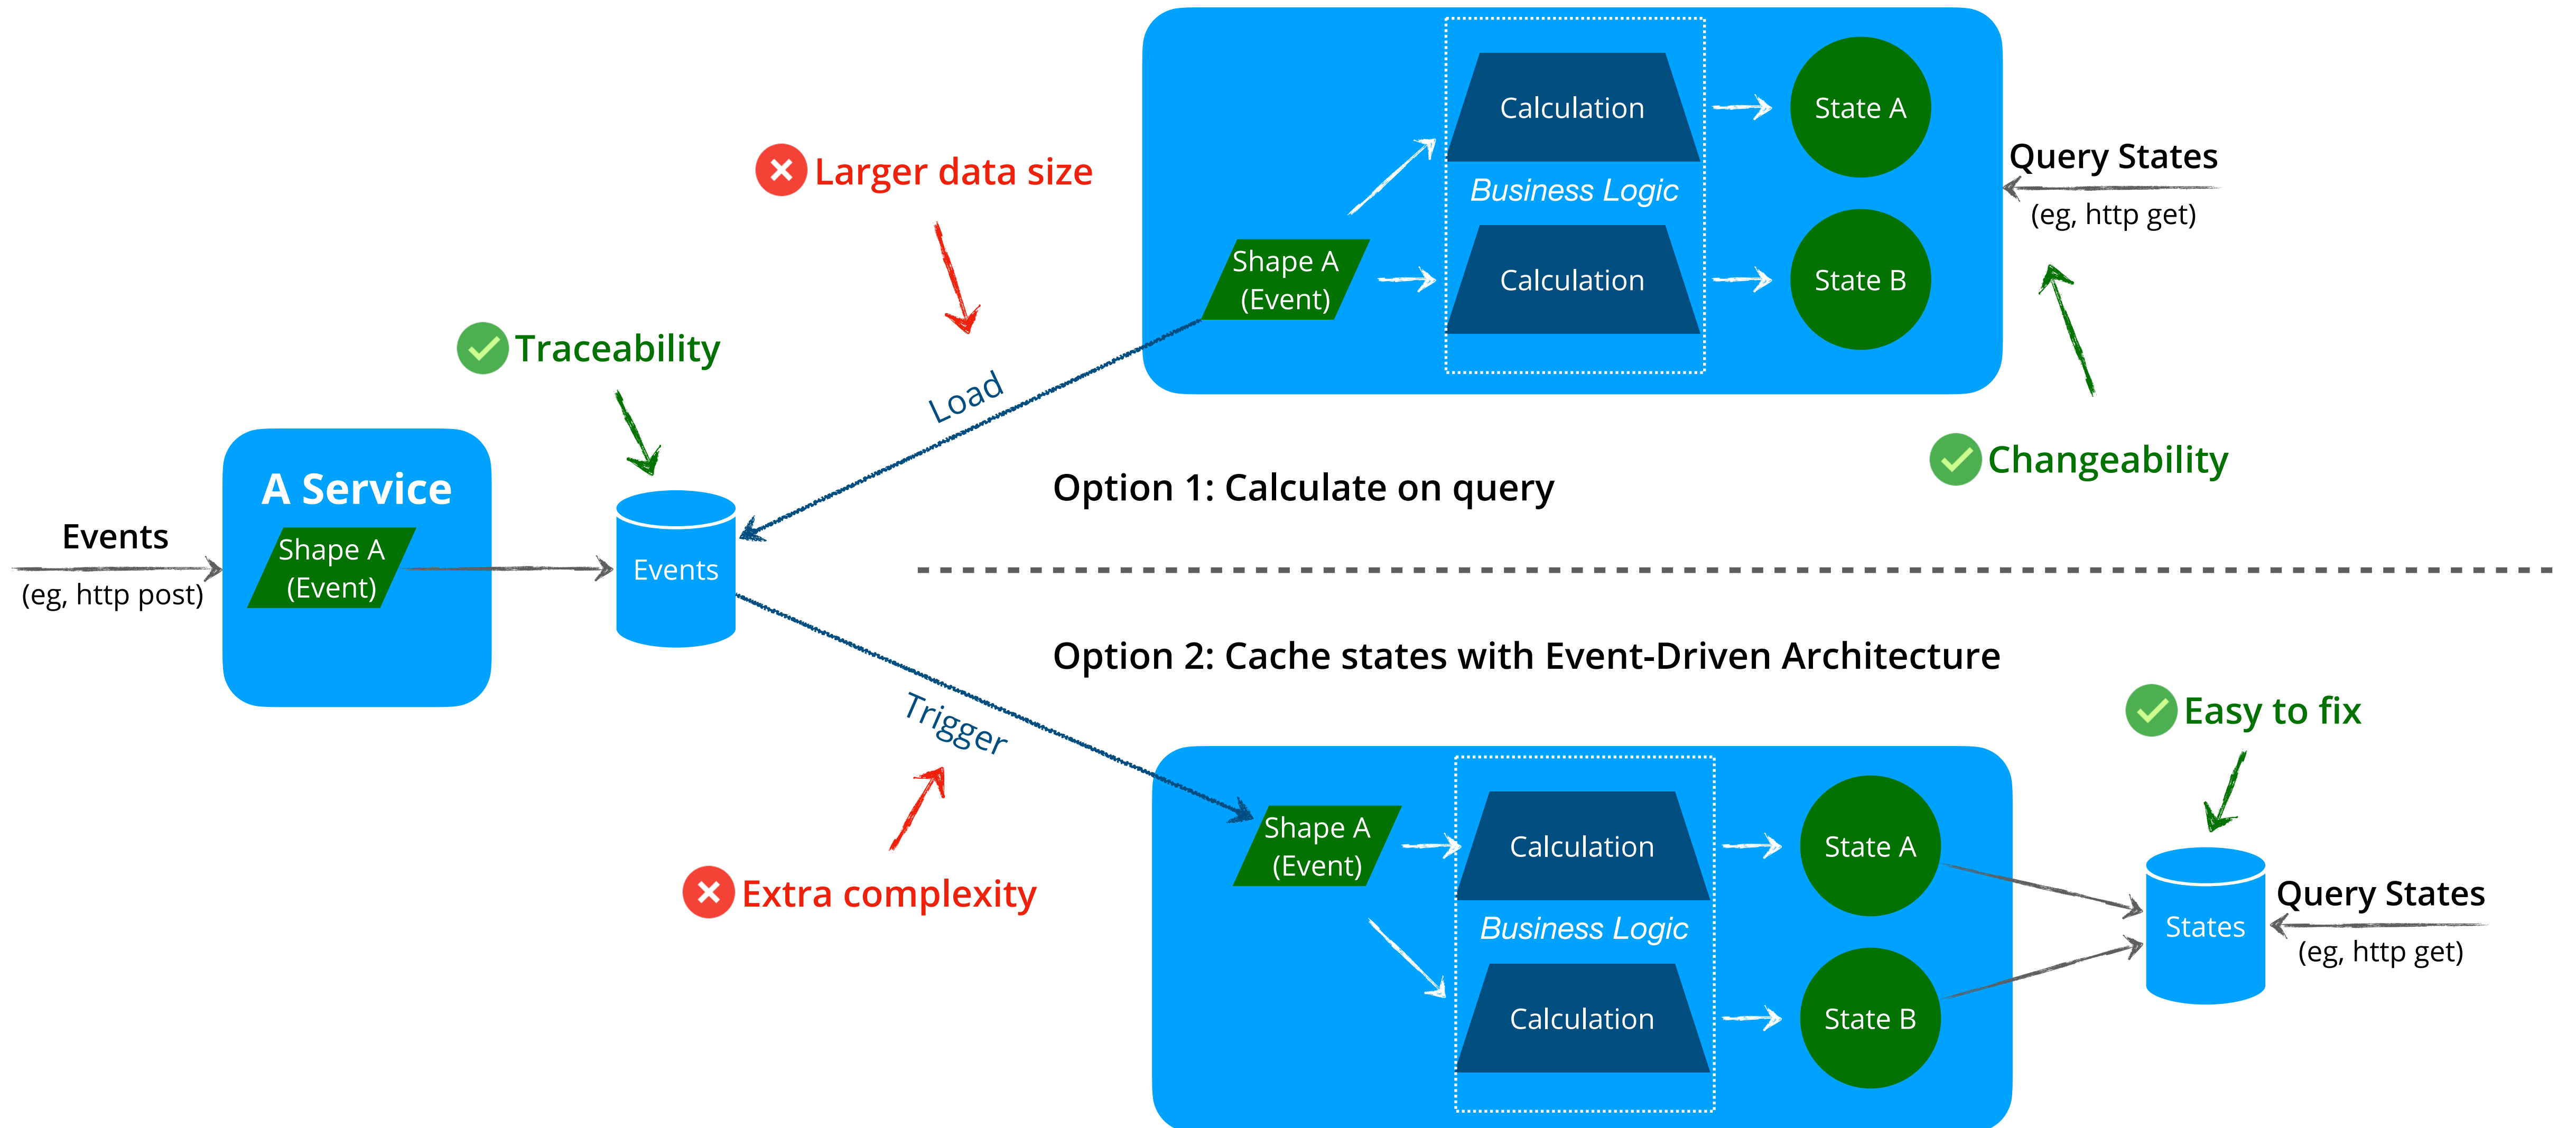 Calculation
State A
Business Logic
Calculation
State B
Shape A
(Event)
Query States
(eg, http get)
Larger data size
Traceability
Load
Changeability
Option 1: Calculate on query
A Service
Shape A
(Event)
Events
(eg, http post)
Events
Option 2: Cache states with Event-Driven Architecture
Trigger
Easy to fix
Extra complexity
Shape A
(Event)
Calculation
State A
Business Logic
Calculation
State B
States
Query States
(eg, http get)